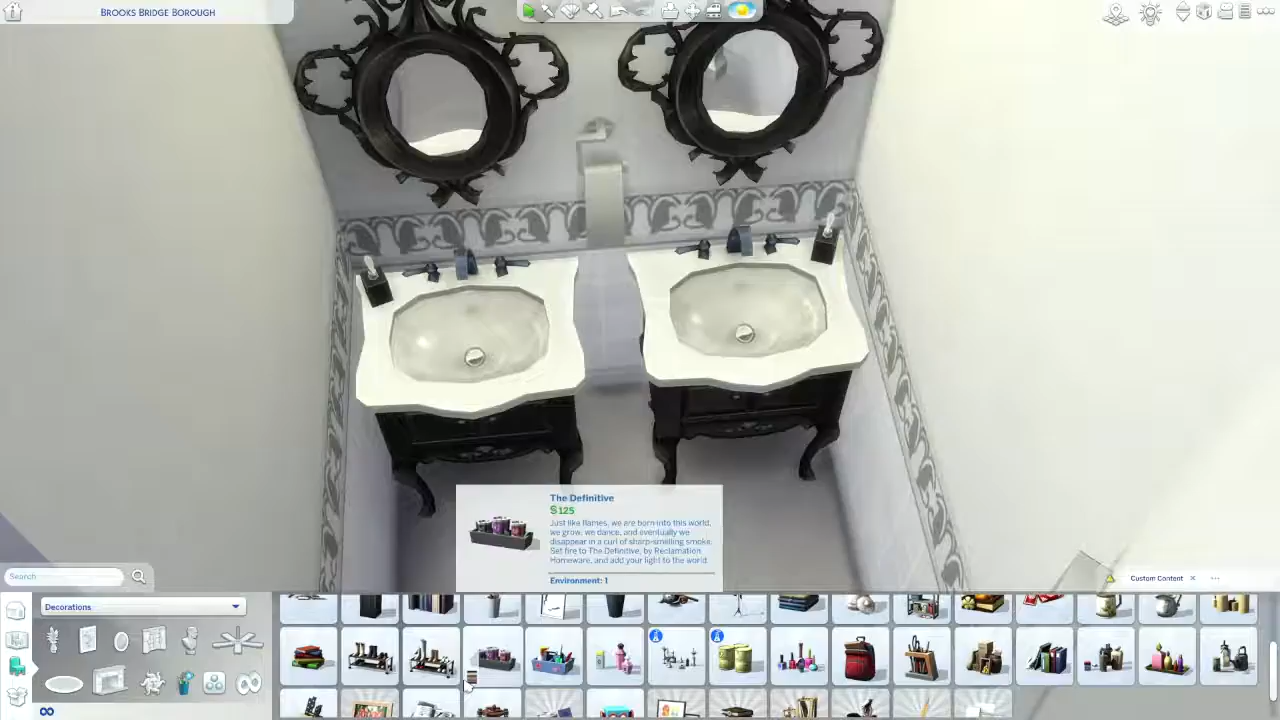 BROOKS BRIDGE BOROUGH
The Definitive
§125
Just like flames, we are born into this world,
we grow, we dance, and eventually we
disappear in a curl of sharp-smelling smoke.
Set fire to The Definitive, by Reclamation
Homeware, and add your light to the world.
Environment: 1
Search
Custom Content
Decorations